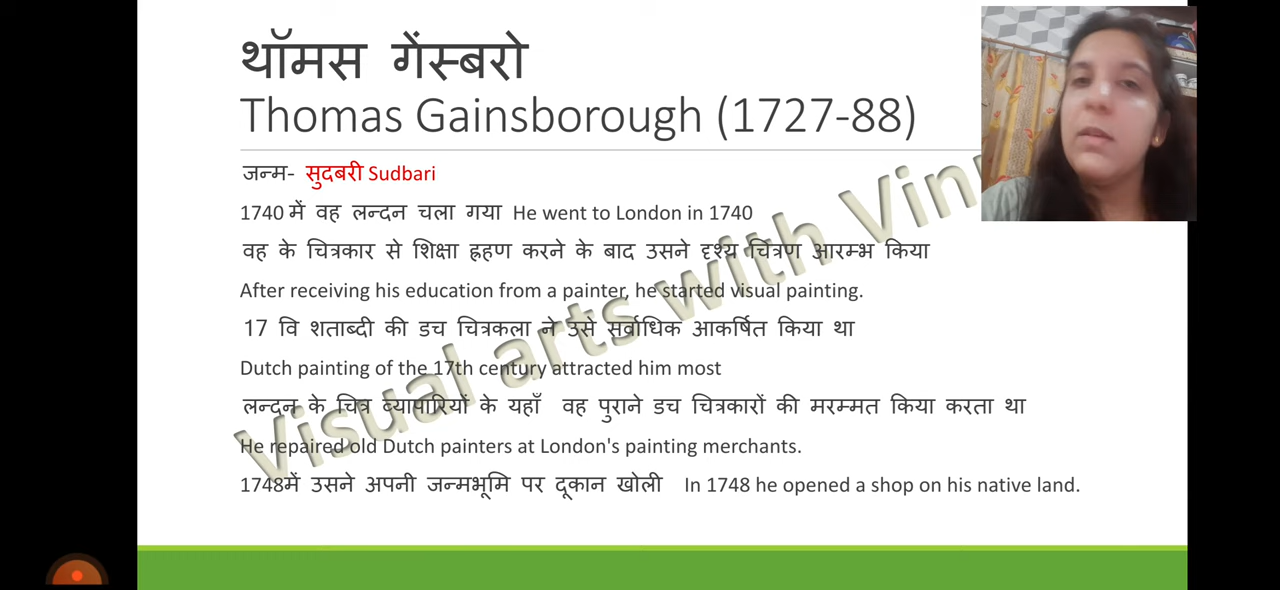 थॉमस गेंस्बरो
Thomas Gainsborough (1727-88)
जन्म- सुदबरी Sudbari
1740 में वह लन्दन चला गया He went to London in 1740
वह के चित्रकार से शिक्षा ह्रहण करने के बाद उसने दृश्य चित्रण आरम्भ किया
After receiving his education from a painter, he started visual painting.
17 वि शताब्दी की डच चित्रकला ने उसे सर्वाधिक आकर्षित किया था
Dutch painting of the 17th century attracted him most
लन्दन के चित्र व्यापारियों के यहाँ वह पुराने डच चित्रकारों की मरम्मत किया करता था
He repaired old Dutch painters at London's painting merchants.
1748में उसने अपनी जन्मभूमि पर दूकान खोली In 1748 he opened a shop on his native land.
Visual arts with